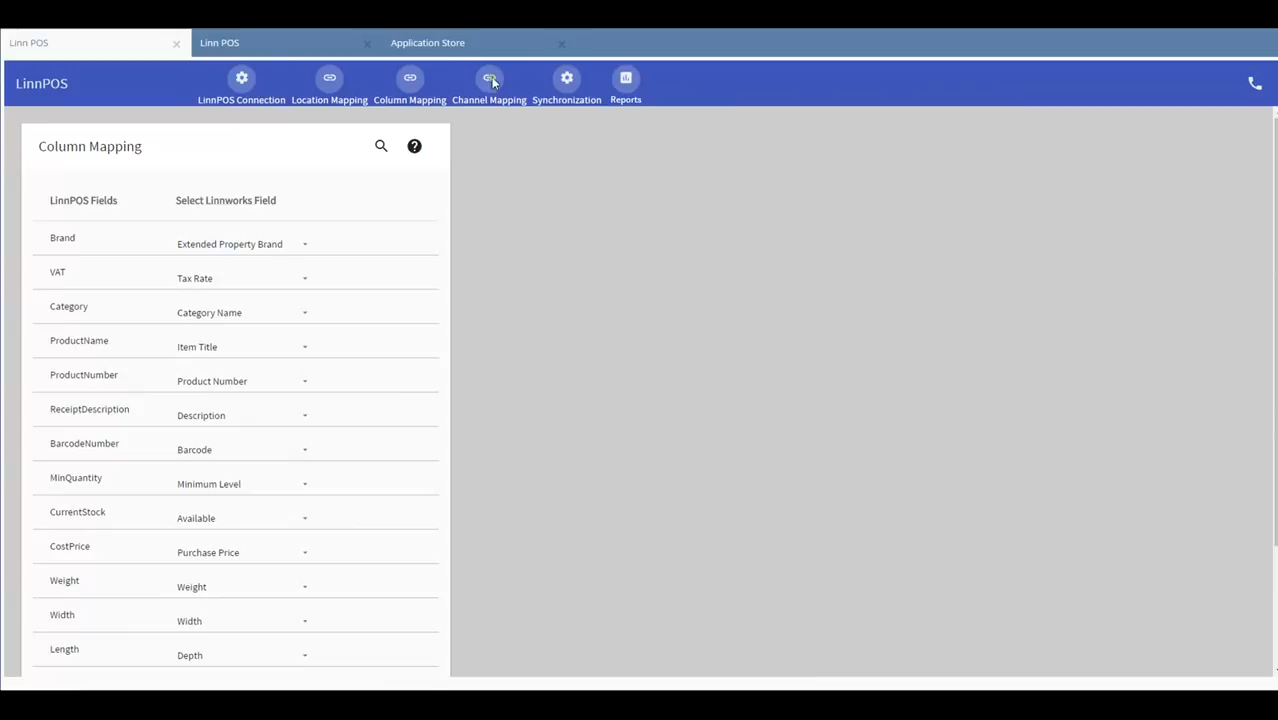 Linn POS
Linn POS
Application Store
LinnPOS
LinnPOS Connection
Location Mapping
Column Mapping
Channel Mapping
Synchronization
Reports
Column Mapping
LinnPOS Fields Select Linnworks Field
Brand Extended Property Brand
VAT Tax Rate
Category Category Name
ProductName Item Title
ProductNumber Product Number
ReceiptDescription Description
BarcodeNumber Barcode
MinQuantity Minimum Level
CurrentStock Available
CostPrice Purchase Price
Weight Weight
Width Width
Length Depth